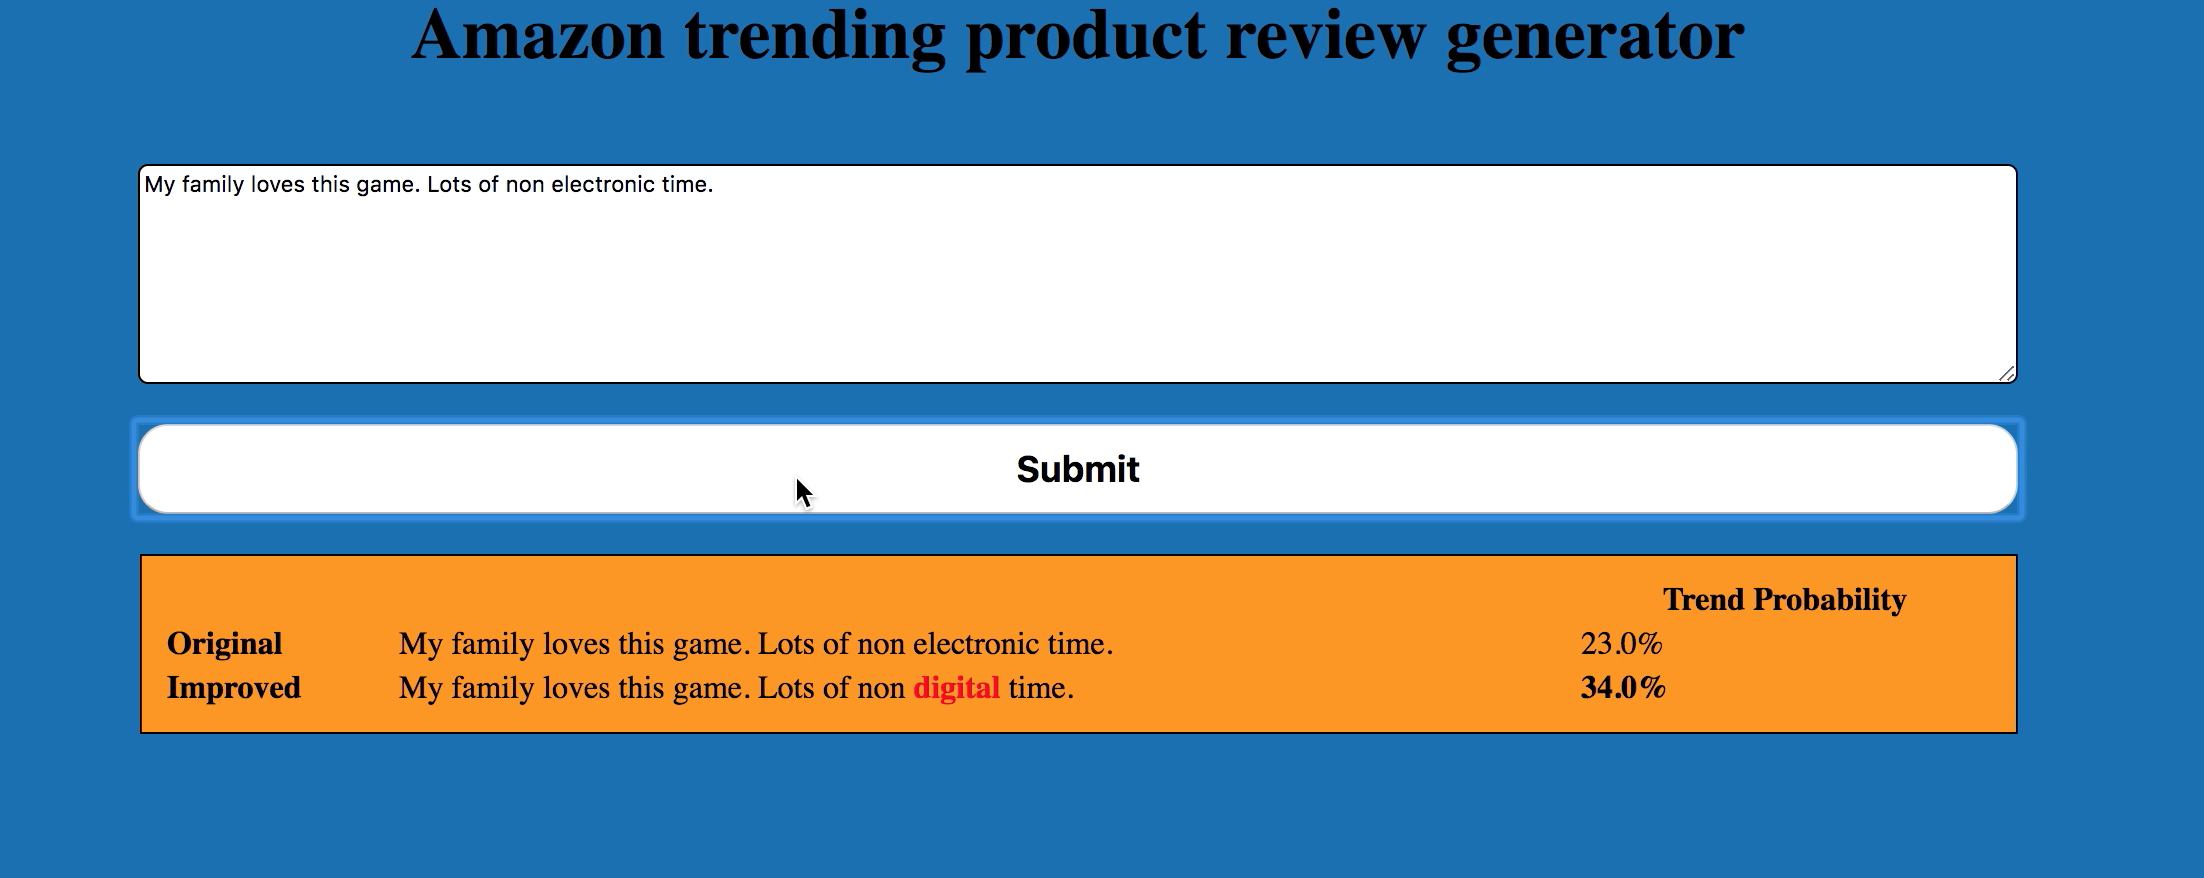 Amazon trending product review generator
My family loves this game. Lots of non electronic time.
Submit
Trend Probability
Original My family loves this game. Lots of non electronic time. 23.0%
Improved My family loves this game. Lots of non digital time. 34.0%